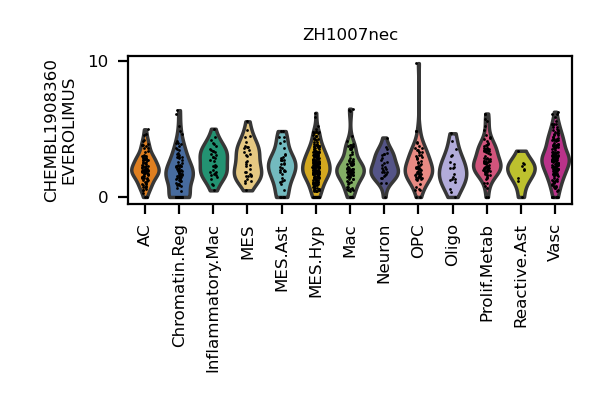 ZH1007nec
CHEMBL1908360
EVEROLIMUS
10
0
AC
Chromatin.Reg
Inflammatory.Mac
MES
MES.Ast
MES.Hyp
Mac
Neuron
OPC
Oligo
Prolif.Metab
Reactive.Ast
Vasc